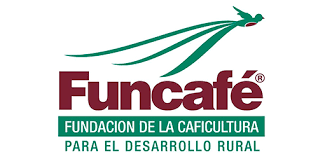 Funcafé®
FUNDACION DE LA CAFICULTURA
PARA EL DESARROLLO RURAL